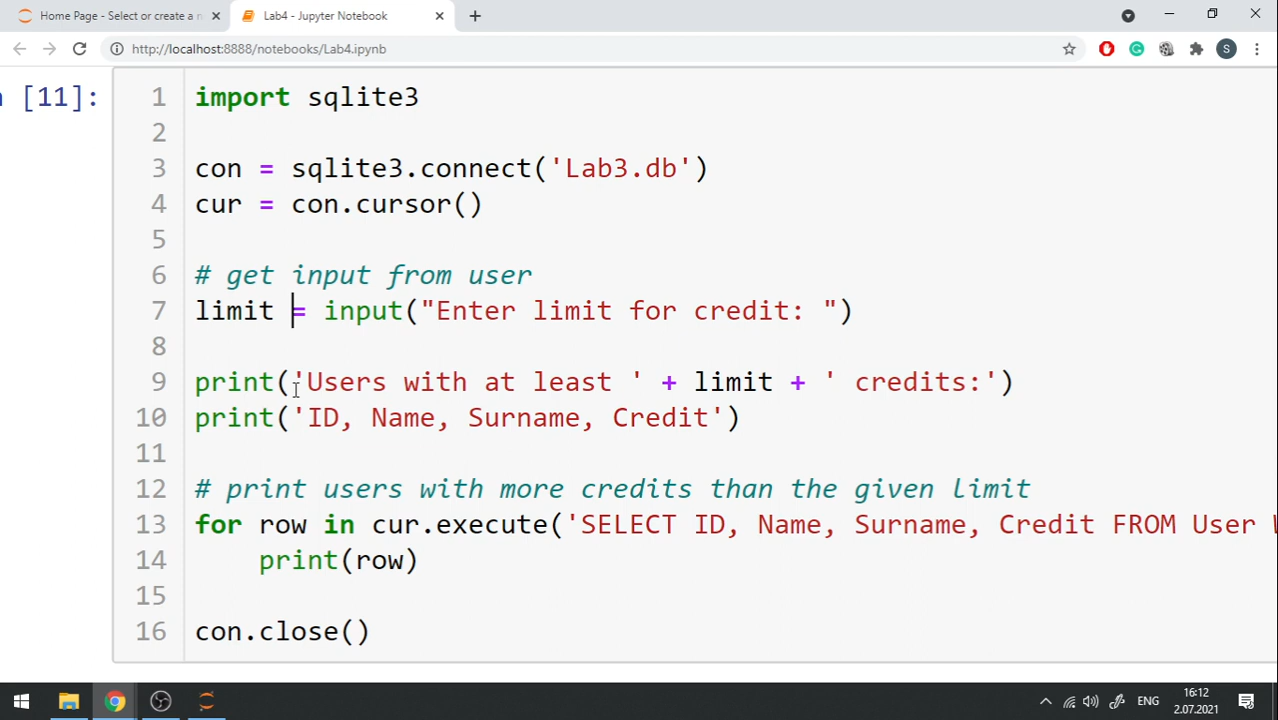 Home Page - Select or create a n
Lab4 - Jupyter Notebook
http://localhost:8888/notebooks/Lab4.ipynb
S
[11]:
1 import sqlite3
2
3 con = sqlite3.connect('Lab3.db')
4 cur = con.cursor()
5
6 # get input from user
7 limit = input("Enter limit for credit: ")
8
9 print('Users with at least ' + limit + ' credits:')
10 print('ID, Name, Surname, Credit')
11
12 # print users with more credits than the given limit
13 for row in cur.execute('SELECT ID, Name, Surname, Credit FROM User
14 print(row)
15
16 con.close()
ENG
16:12
2.07.2021